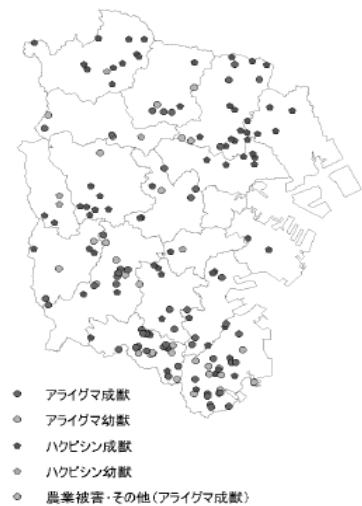 アライグマ成獣
アライグマ幼獣
ハクビシン成獣
ハクビシン幼獣
農業被害・その他(アライグマ成獣)